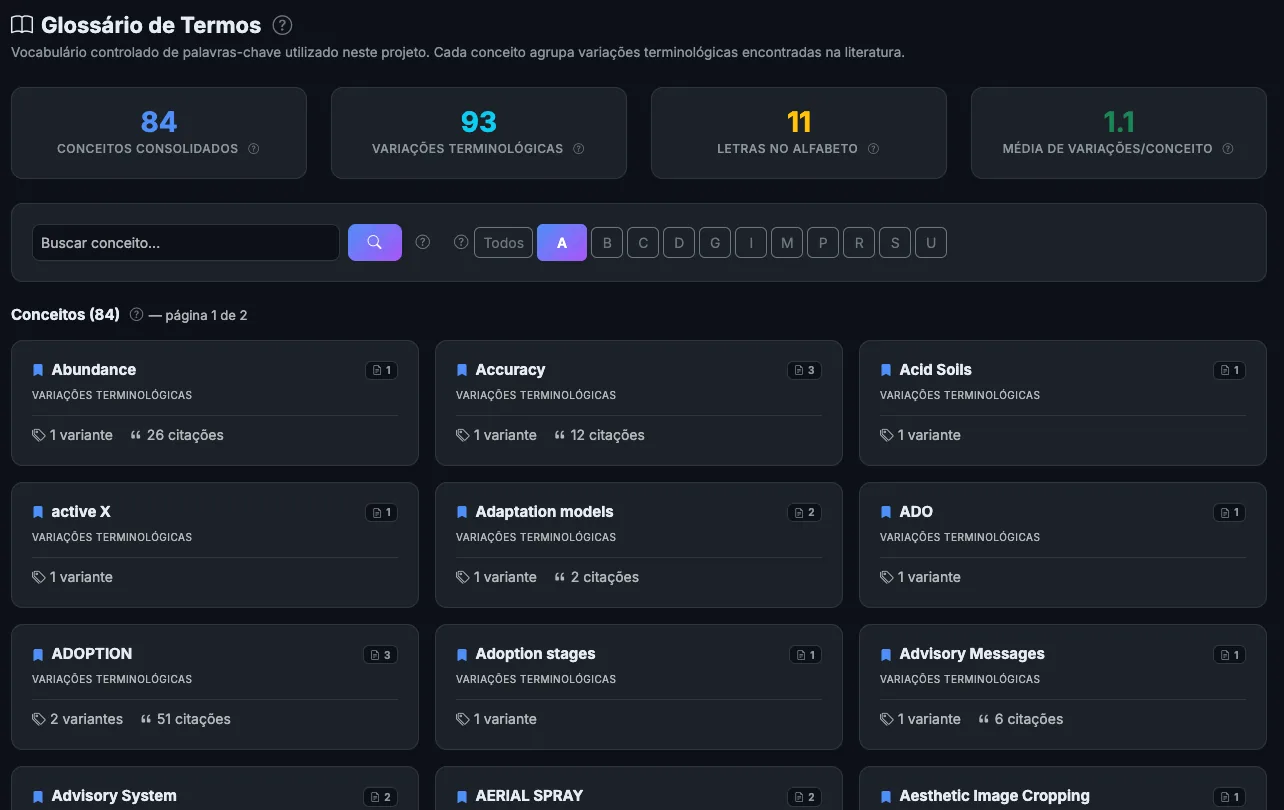 Glossário de Termos ?
Vocabulário controlado de palavras-chave utilizado neste projeto. Cada conceito agrupa variações terminológicas encontradas na literatura.
84
CONCEITOS CONSOLIDADOS ?
93
VARIAÇÕES TERMINOLÓGICAS ?
11
LETRAS NO ALFABETO ?
1.1
MÉDIA DE VARIAÇÕES/CONCEITO ?
Buscar conceito... ? ? Todos A B C D G I M P R S U
Conceitos (84) ? — página 1 de 2
Abundance 1
VARIAÇÕES TERMINOLÓGICAS
1 variante “ 26 citações
Accuracy 3
VARIAÇÕES TERMINOLÓGICAS
1 variante “ 12 citações
Acid Soils 1
VARIAÇÕES TERMINOLÓGICAS
1 variante
active X 1
VARIAÇÕES TERMINOLÓGICAS
1 variante
Adaptation models 2
VARIAÇÕES TERMINOLÓGICAS
1 variante “ 2 citações
ADO 1
VARIAÇÕES TERMINOLÓGICAS
1 variante
ADOPTION 3
VARIAÇÕES TERMINOLÓGICAS
2 variantes “ 51 citações
Adoption stages 1
VARIAÇÕES TERMINOLÓGICAS
1 variante
Advisory Messages 1
VARIAÇÕES TERMINOLÓGICAS
1 variante “ 6 citações
Advisory System 2
AERIAL SPRAY 2
Aesthetic Image Cropping 1